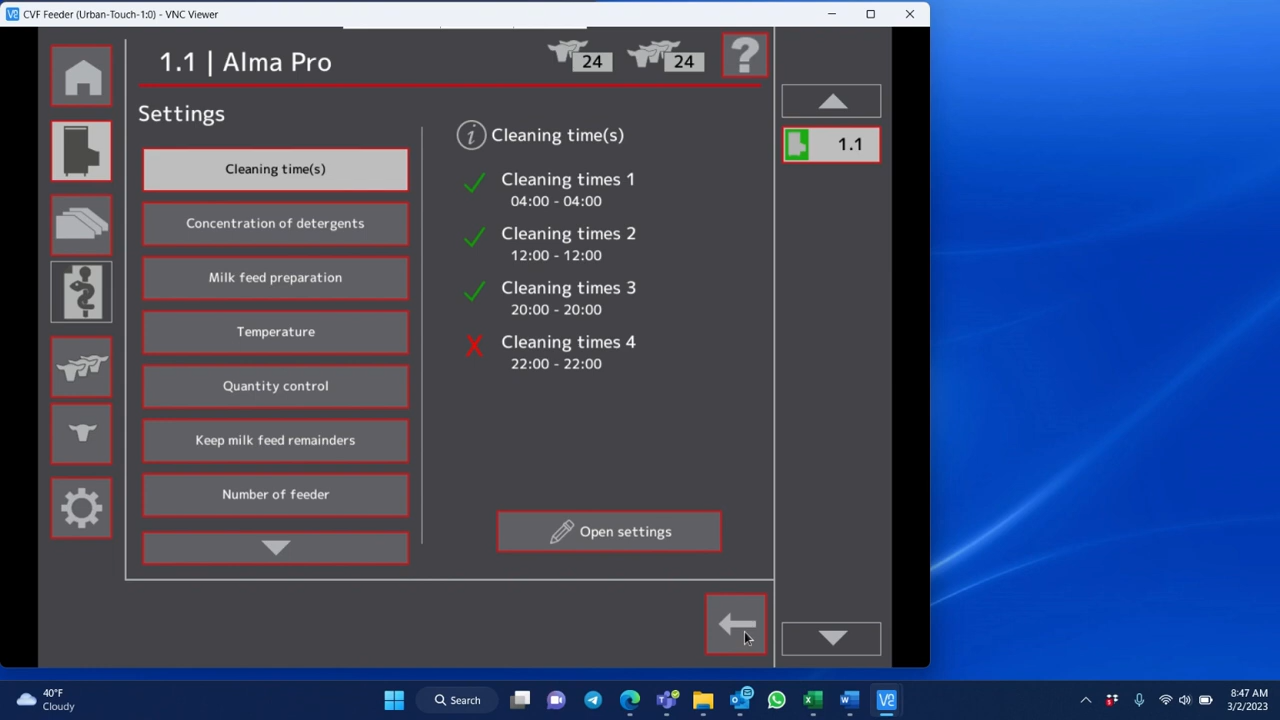 CVF Feeder (Urban-Touch-1:0) - VNC Viewer
1.1 | Alma Pro
24
24
?
Settings
Cleaning time(s)
Concentration of detergents
Milk feed preparation
Temperature
Quantity control
Keep milk feed remainders
Number of feeder
i Cleaning time(s)
Cleaning times 1
04:00 - 04:00
Cleaning times 2
12:00 - 12:00
Cleaning times 3
20:00 - 20:00
X Cleaning times 4
22:00 - 22:00
Open settings
1.1
40°F
Cloudy
Search
8:47 AM
3/2/2023